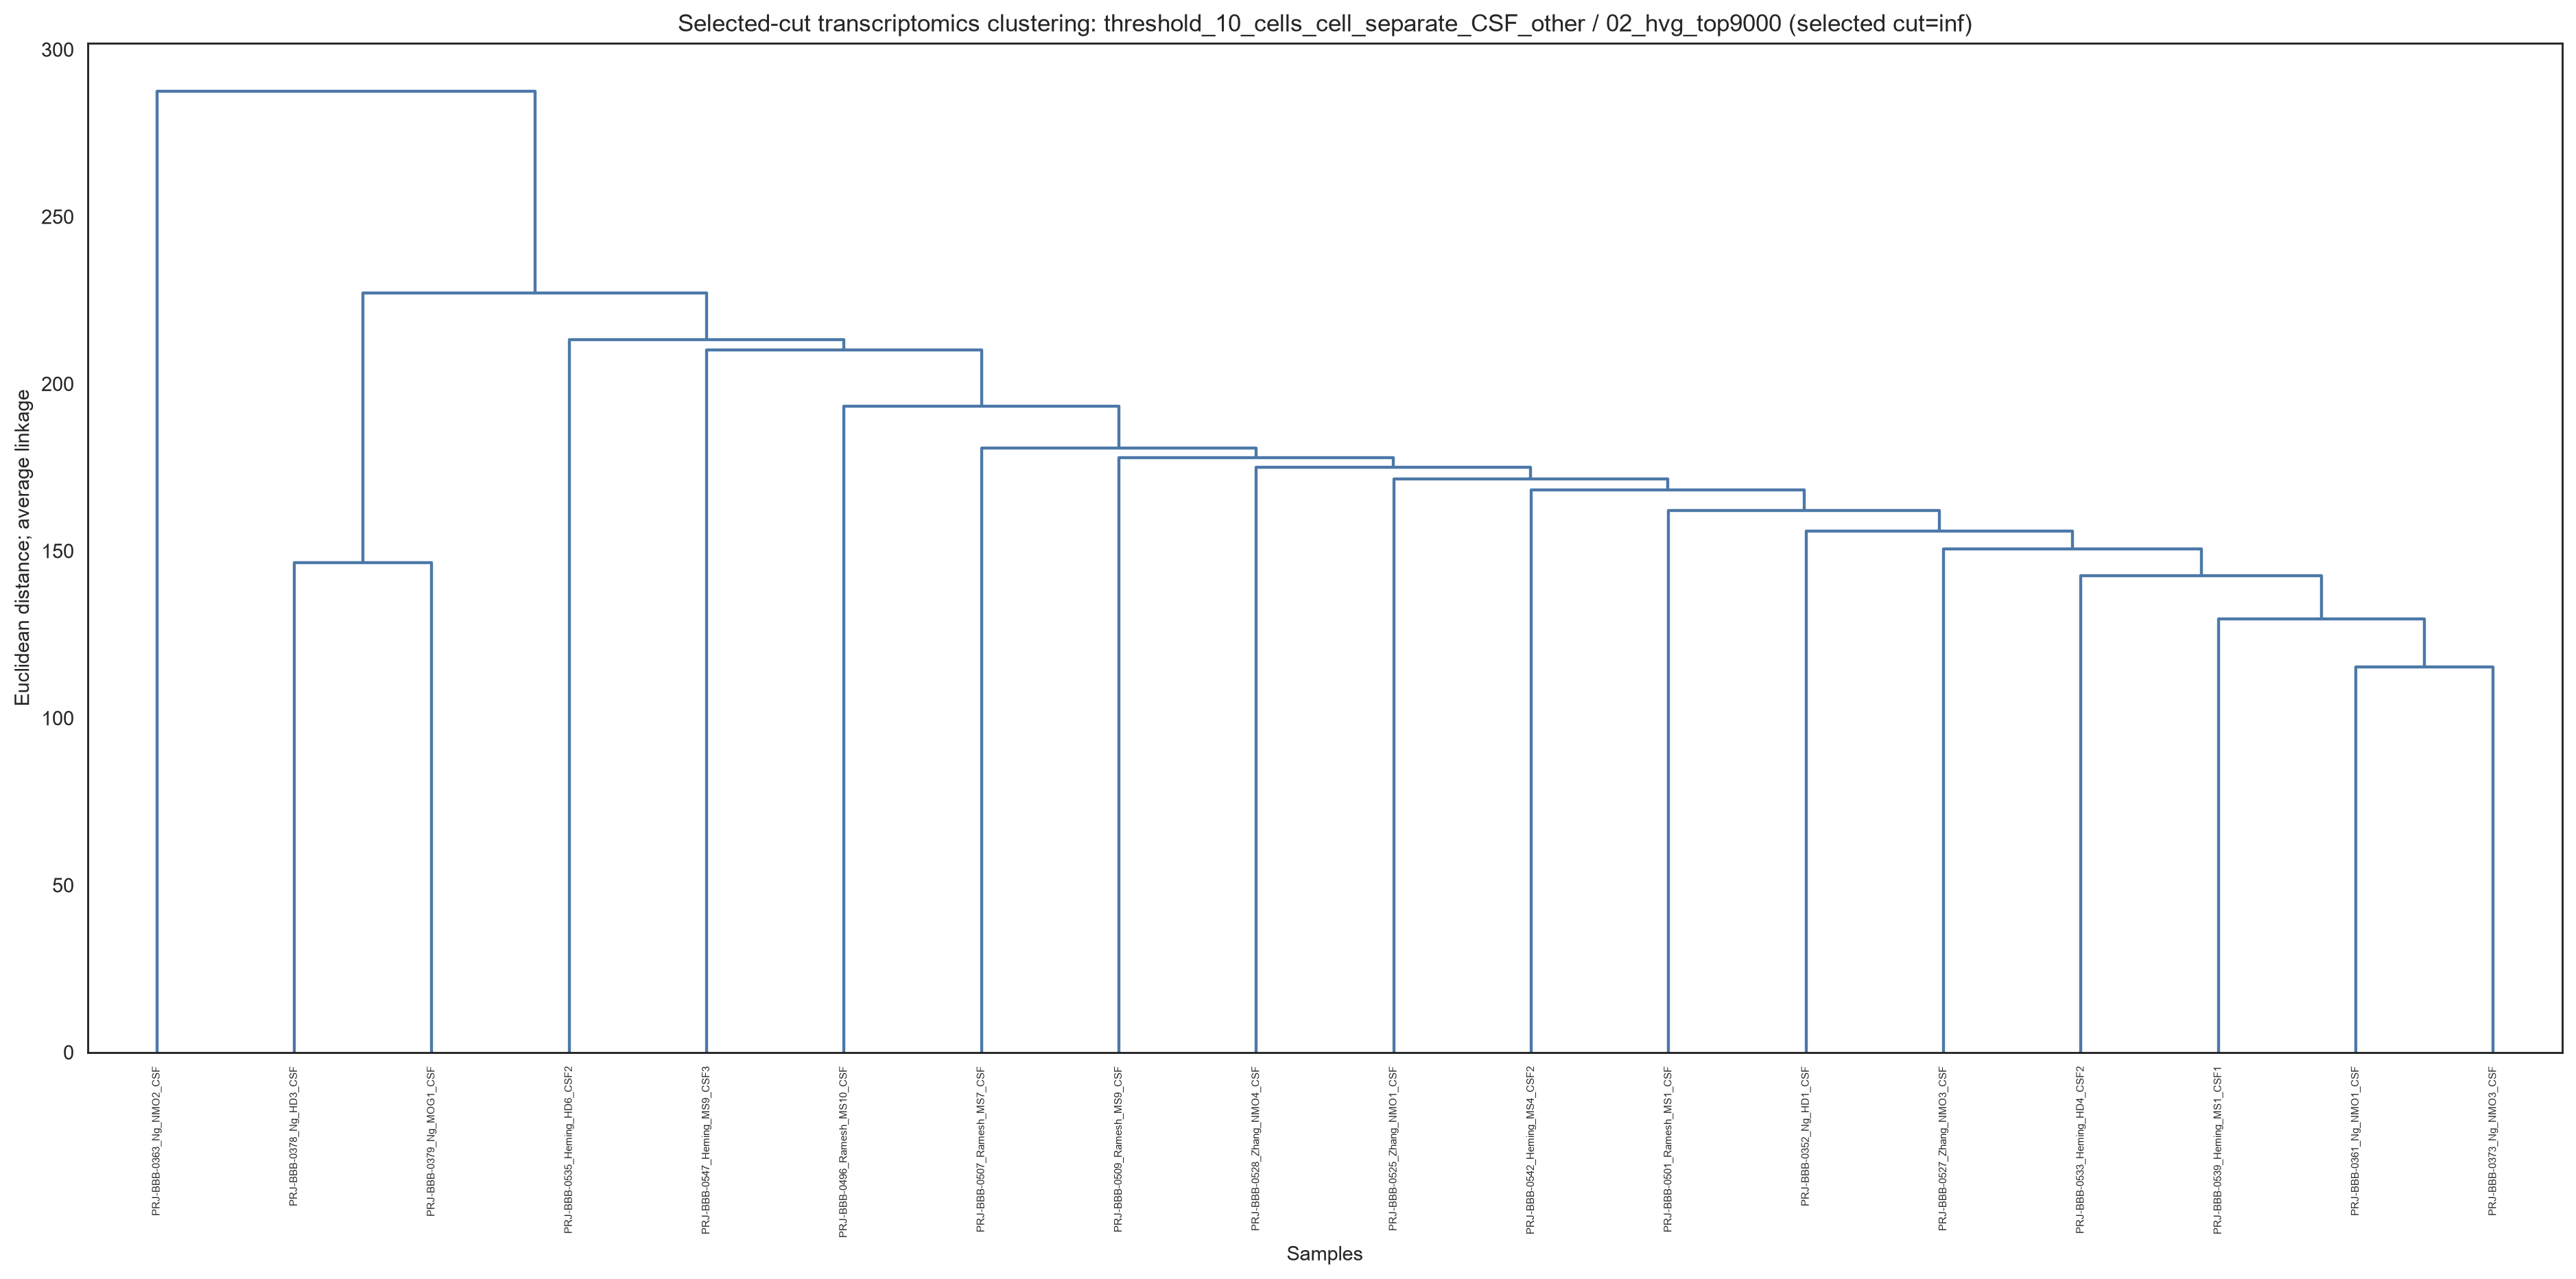 Selected-cut transcriptomics clustering: threshold_10_cells_cell_separate_CSF_other / 02_hvg_top9000 (selected cut=inf)
300
250
200
150
100
50
0
Euclidean distance; average linkage
PRJ-BBB-0363_Ng_NMO2_CSF
PRJ-BBB-0378_Ng_HD3_CSF
PRJ-BBB-0379_Ng_MOG1_CSF
PRJ-BBB-0535_Heming_HD6_CSF2
PRJ-BBB-0547_Heming_MS9_CSF3
PRJ-BBB-0496_Ramesh_MS10_CSF
PRJ-BBB-0507_Ramesh_MS7_CSF
PRJ-BBB-0509_Ramesh_MS9_CSF
PRJ-BBB-0528_Zhang_NMO4_CSF
PRJ-BBB-0525_Zhang_NMO1_CSF
PRJ-BBB-0542_Heming_MS4_CSF2
PRJ-BBB-0501_Ramesh_MS1_CSF
PRJ-BBB-0352_Ng_HD1_CSF
PRJ-BBB-0527_Zhang_NMO3_CSF
PRJ-BBB-0533_Heming_HD4_CSF2
PRJ-BBB-0539_Heming_MS1_CSF1
PRJ-BBB-0361_Ng_NMO1_CSF
PRJ-BBB-0373_Ng_NMO3_CSF
Samples